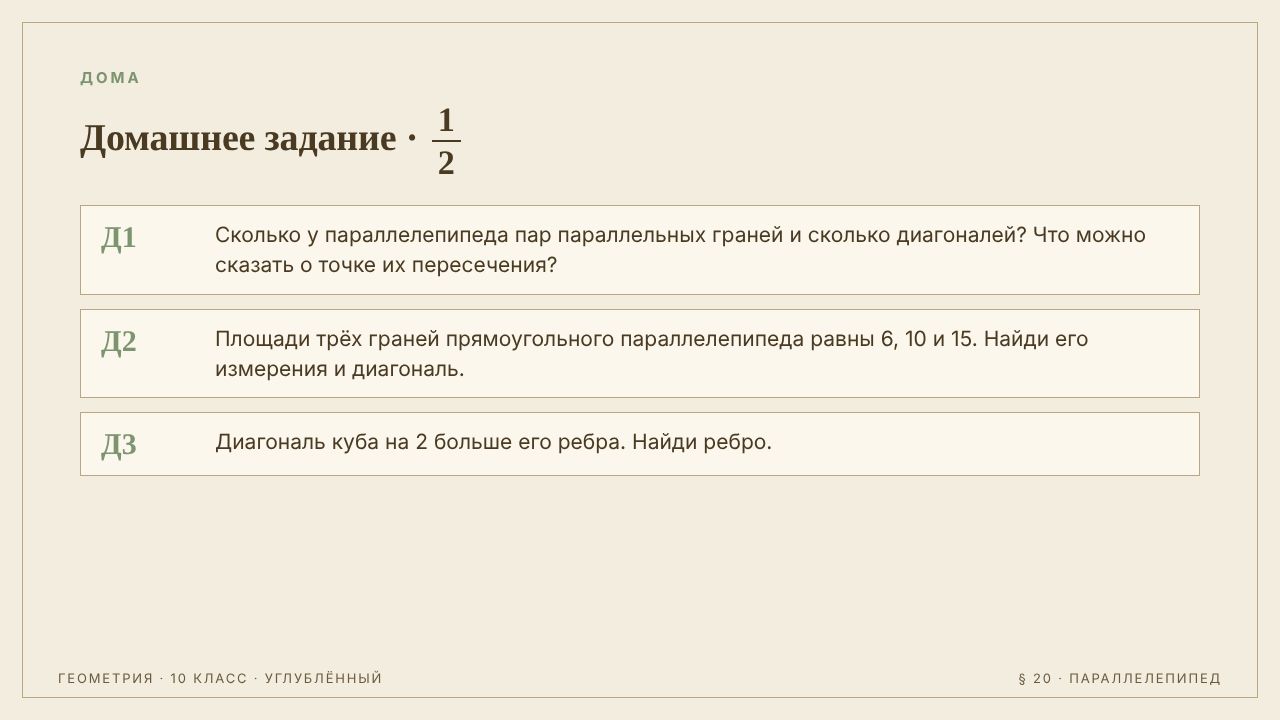 ДОМА
Домашнее задание · 1/2
Д1
Сколько у параллелепипеда пар параллельных граней и сколько диагоналей? Что можно
сказать о точке их пересечения?
Д2
Площади трёх граней прямоугольного параллелепипеда равны 6, 10 и 15. Найди его
измерения и диагональ.
Д3
Диагональ куба на 2 больше его ребра. Найди ребро.
ГЕОМЕТРИЯ · 10 КЛАСС · УГЛУБЛЁННЫЙ
§ 20 · ПАРАЛЛЕЛЕПИПЕД